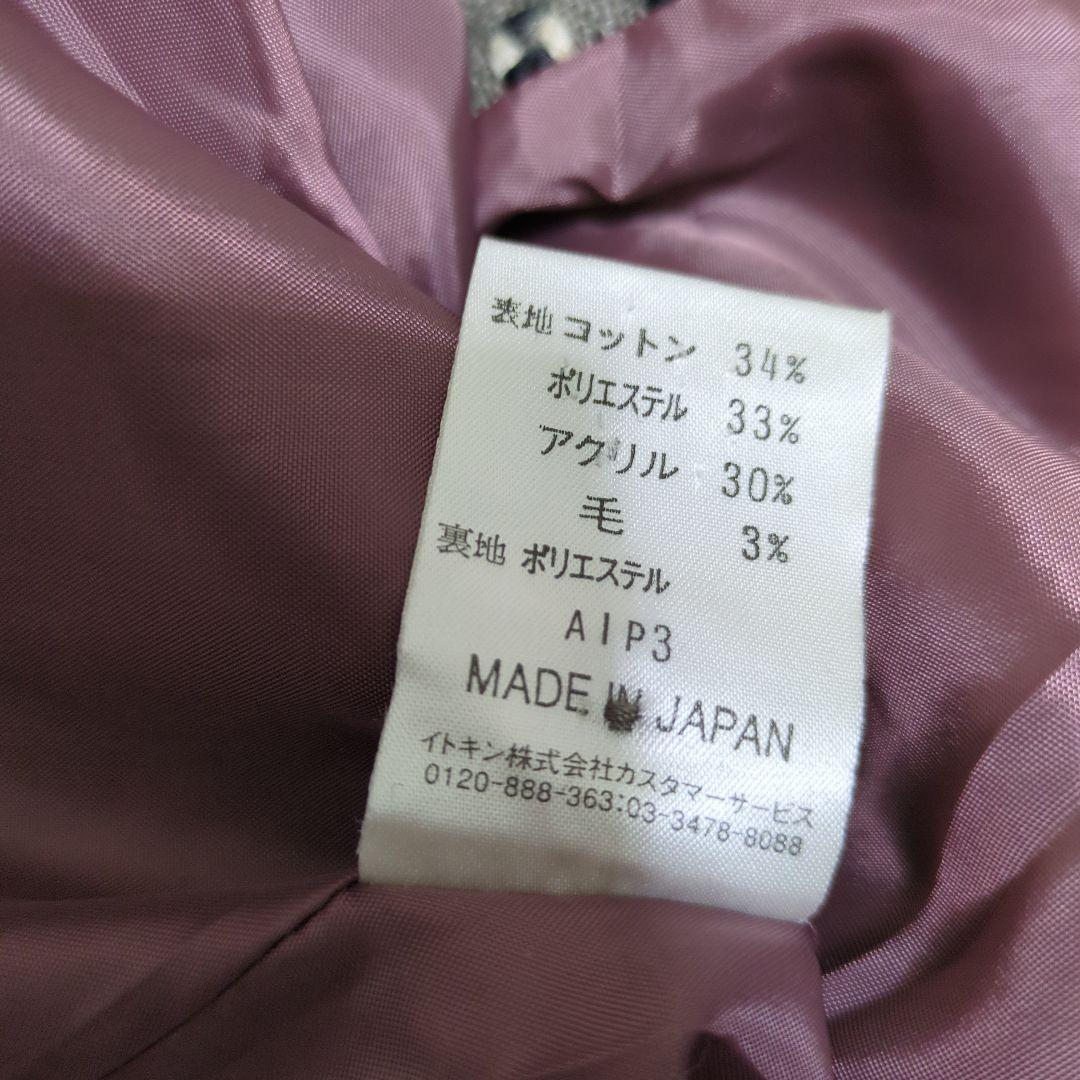 表地 コットン 34%
ポリエステル 33%
アクリル 30%
毛 3%
裏地 ポリエステル
AIP3
MADE IN JAPAN
イトキン株式会社カスタマーサービス
0120-888-363:03-3478-8088